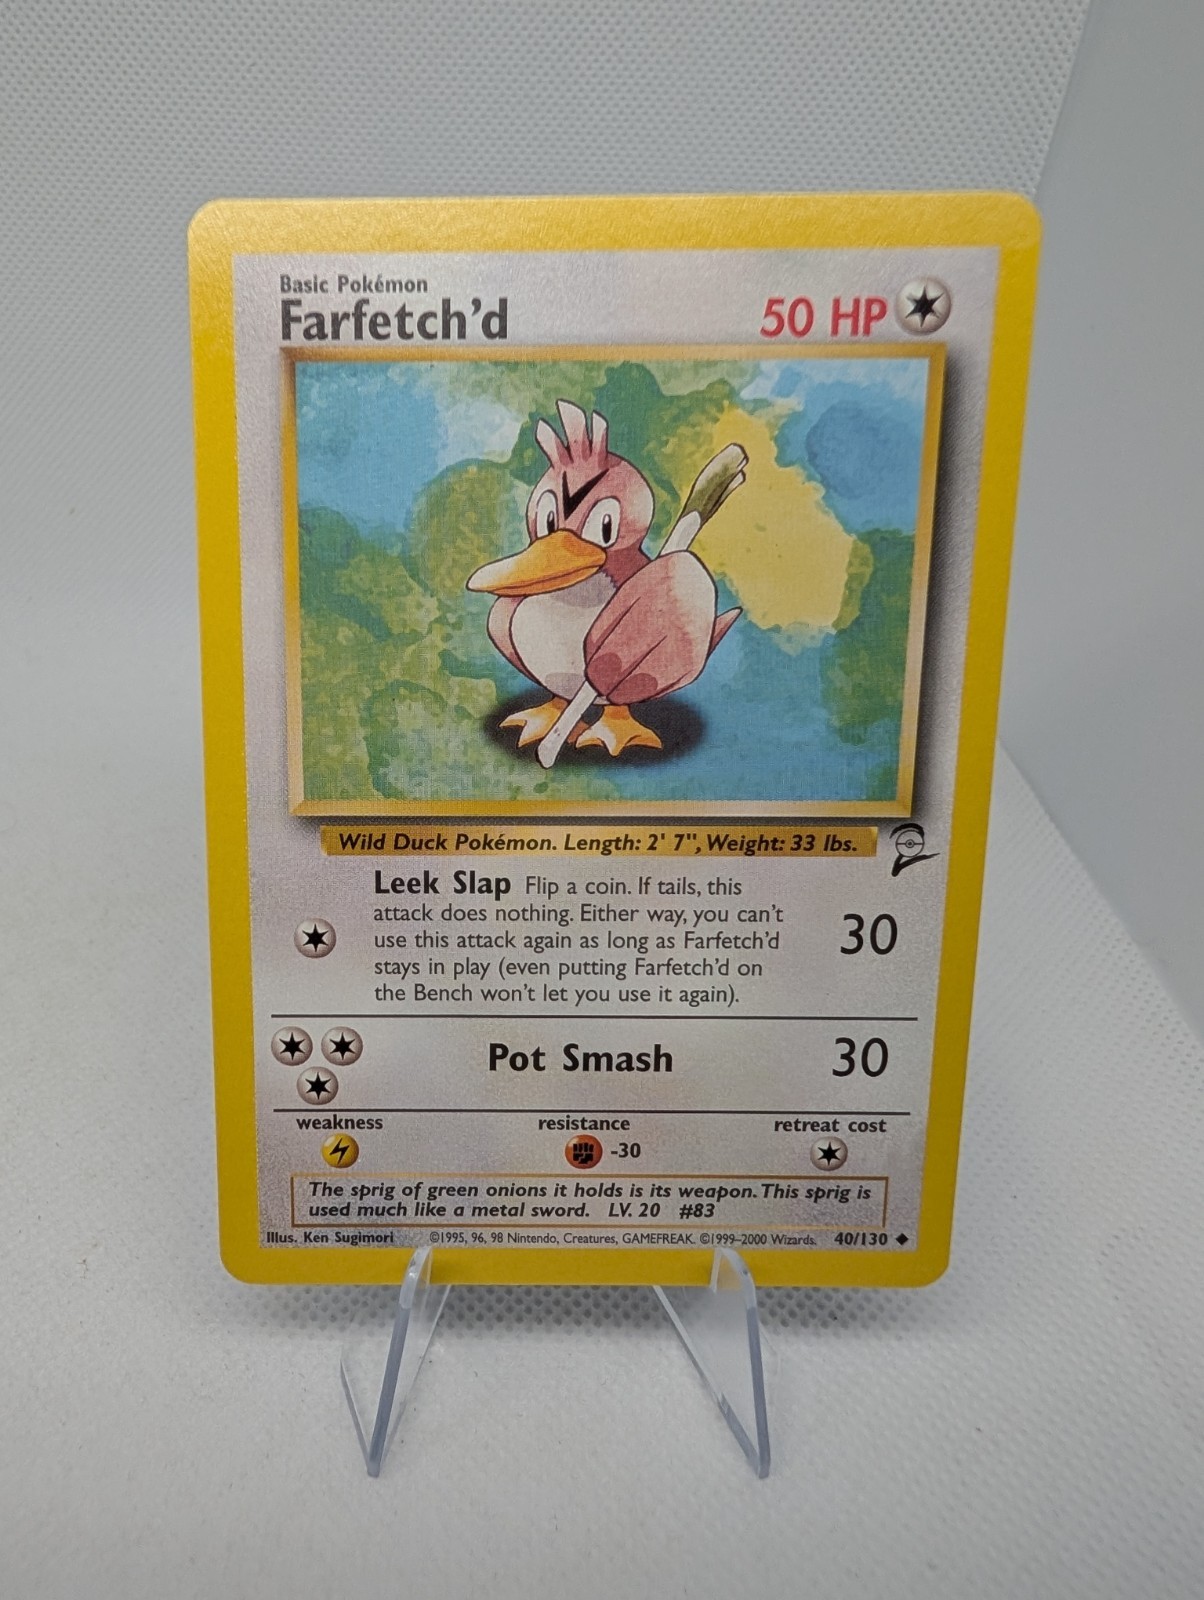 Basic Pokémon
Farfetch'd
50 HP
Wild Duck Pokémon. Length: 2' 7", Weight: 33 lbs.
Leek Slap Flip a coin. If tails, this
attack does nothing. Either way, you can't
use this attack again as long as Farfetch'd
stays in play (even putting Farfetch'd on
the Bench won't let you use it again).
30
Pot Smash
30
weakness
resistance
retreat cost
-30
The sprig of green onions it holds is its weapon. This sprig is
used much like a metal sword. LV. 20 #83
Illus. Ken Sugimori ©1995, 96, 98 Nintendo, Creatures, GAMEFREAK. ©1999–2000 Wizards. 40/130 ◆